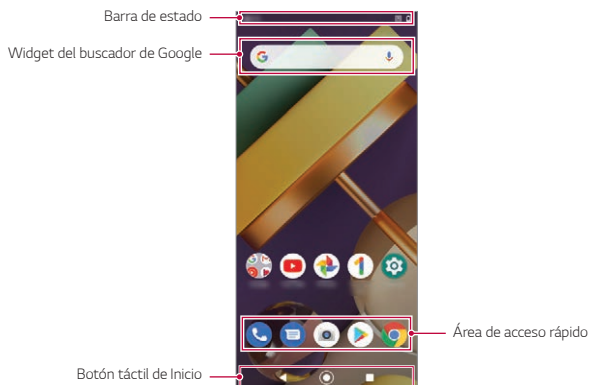 Barra de estado
Widget del buscador de Google
Área de acceso rápido
Botón táctil de Inicio